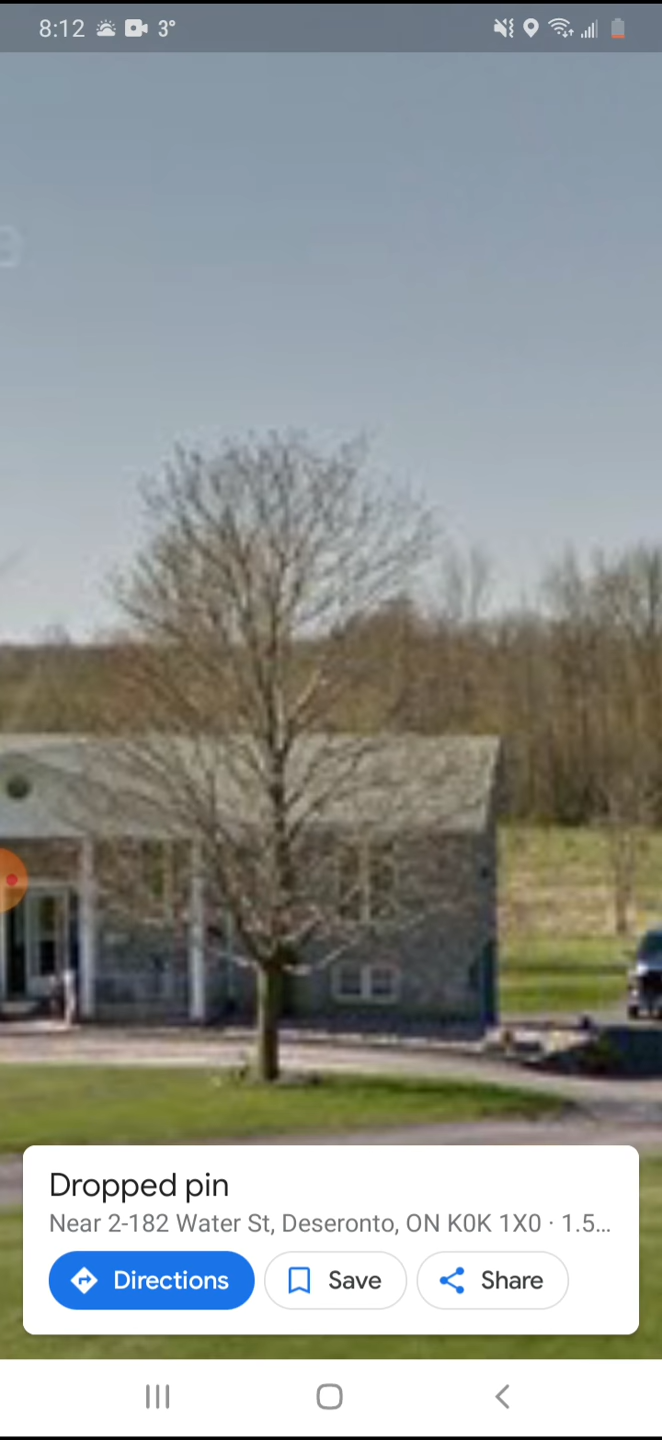 8:12 3°
Dropped pin
Near 2-182 Water St, Deseronto, ON K0K 1X0 · 1.5...
Directions Save Share